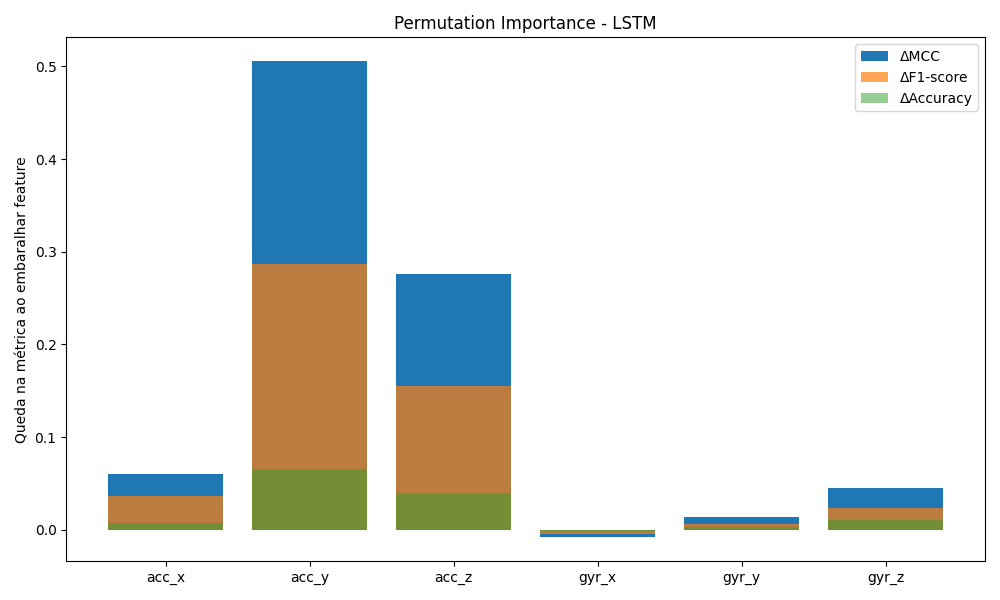 Permutation Importance - LSTM
ΔMCC
ΔF1-score
ΔAccuracy
Queda na métrica ao embaralhar feature
0.5
0.4
0.3
0.2
0.1
0.0
acc_x acc_y acc_z gyr_x gyr_y gyr_z